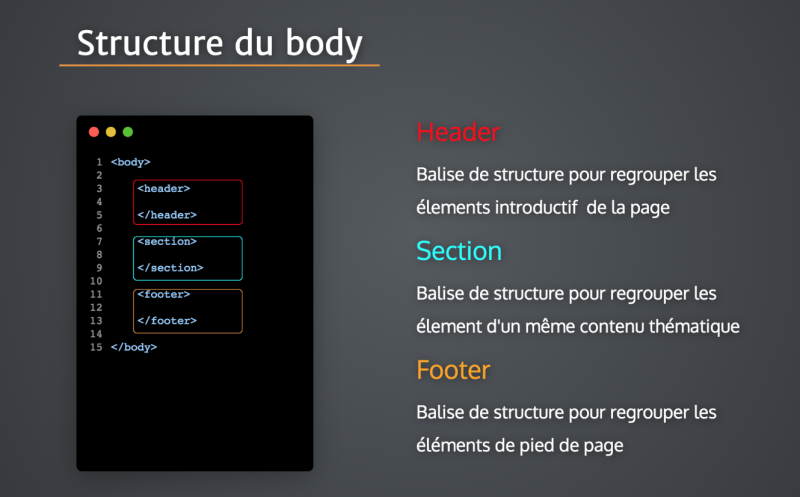 Structure du body
1 <body>
2
3 <header>
4
5 </header>
6
7 <section>
8
9 </section>
10
11 <footer>
12
13 </footer>
14
15 </body>
Header
Balise de structure pour regrouper les
élements introductif de la page
Section
Balise de structure pour regrouper les
élement d'un même contenu thématique
Footer
Balise de structure pour regrouper les
éléments de pied de page